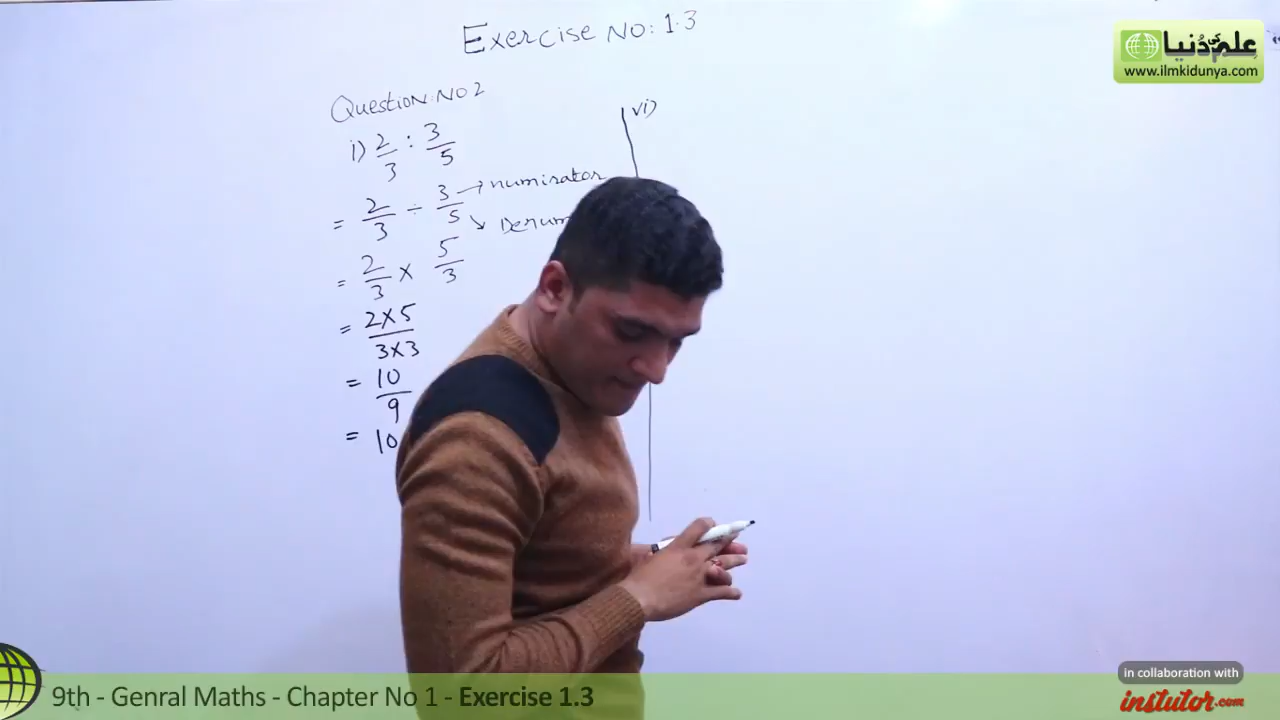 Exercise No: 1.3
علم کی دُنیا
www.ilmkidunya.com
Question: No 2
i) 2/3 : 3/5
= 2/3 ÷ 3/5 → numirator
↘ Denum
= 2/3 × 5/3
= 2×5/3×3
= 10/9
= 10
vi)
in collaboration with
instutor.com
9th - Genral Maths - Chapter No 1 - Exercise 1.3